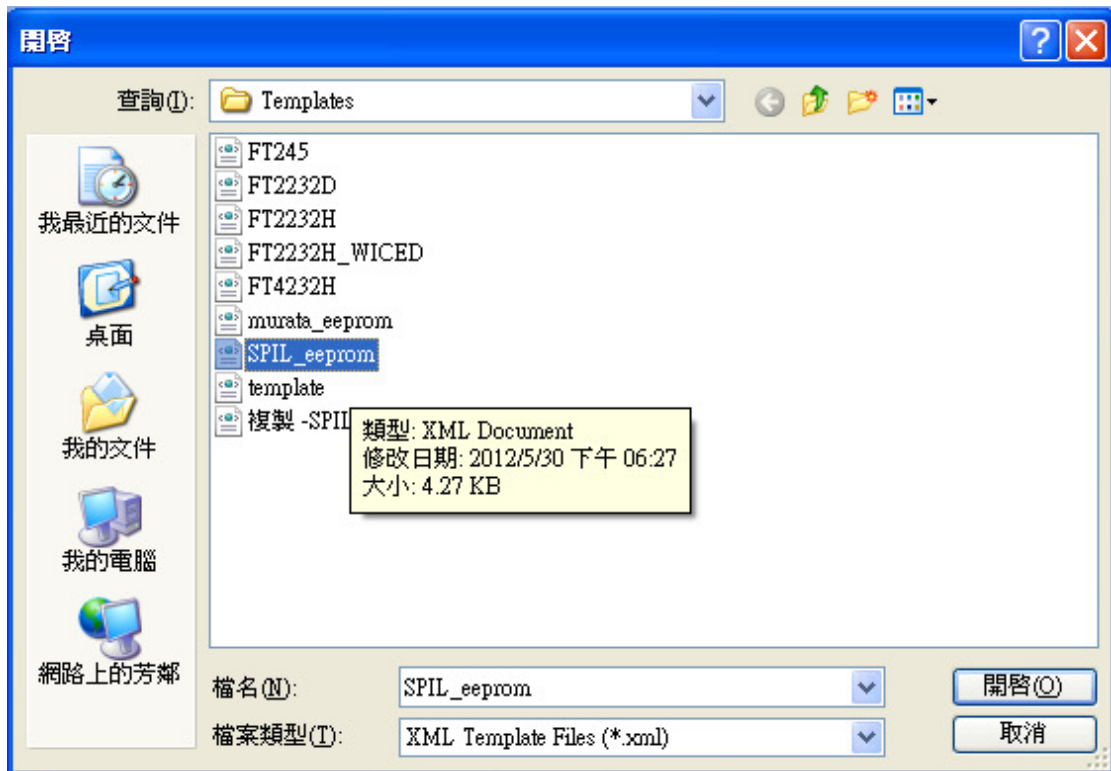 開啓
查詢(I):
Templates
我最近的文件
桌面
我的文件
我的電腦
網路上的芳鄰
FT245
FT2232D
FT2232H
FT2232H_WICED
FT4232H
murata_eeprom
SPIL_eeprom
template
複製 -SPIL
類型: XML Document
修改日期: 2012/5/30 下午 06:27
大小: 4.27 KB
檔名(N):
SPIL_eeprom
開啓(O)
檔案類型(T):
XML Template Files (*.xml)
取消